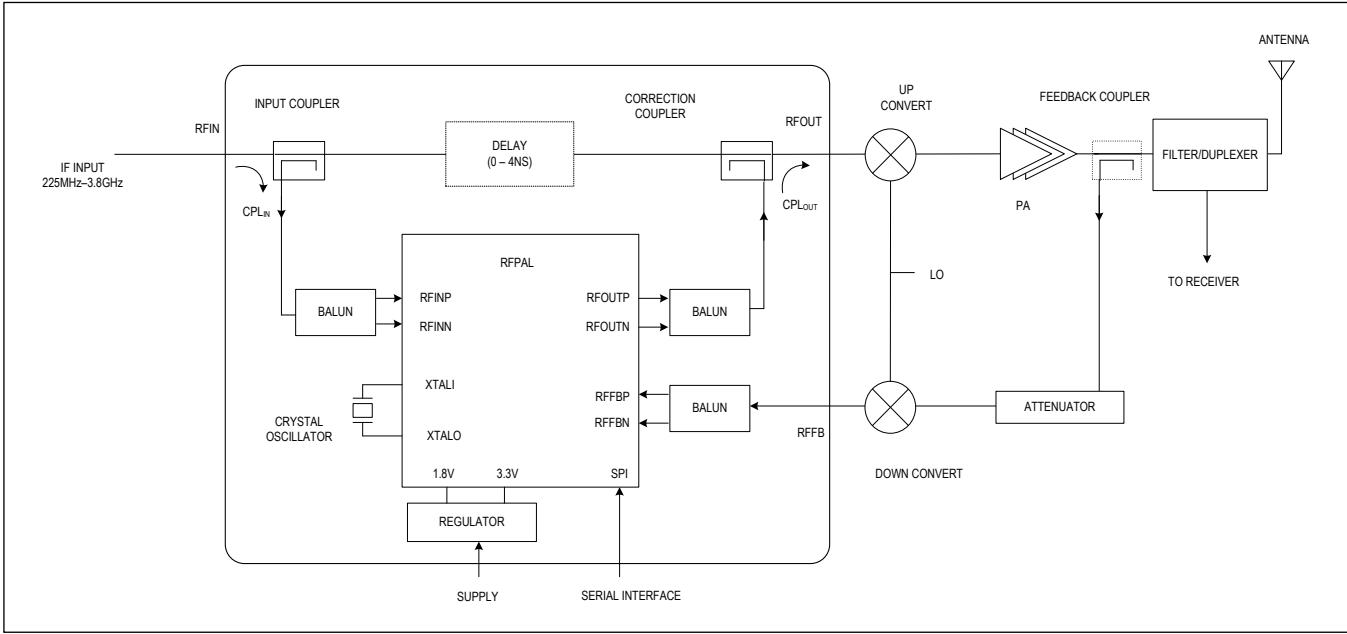 ANTENNA
UP
CONVERT
FEEDBACK COUPLER
INPUT COUPLER
CORRECTION
COUPLER
RFIN
RFOUT
IF INPUT
225MHz–3.8GHz
DELAY
(0 – 4NS)
FILTER/DUPLEXER
CPLIN
CPLOUT
PA
RFPAL
LO
TO RECEIVER
BALUN
RFINP
RFINN
RFOUTP
RFOUTN
BALUN
XTALI
XTALO
CRYSTAL
OSCILLATOR
RFFBP
RFFBN
BALUN
RFFB
ATTENUATOR
DOWN CONVERT
1.8V
3.3V
SPI
REGULATOR
SUPPLY
SERIAL INTERFACE